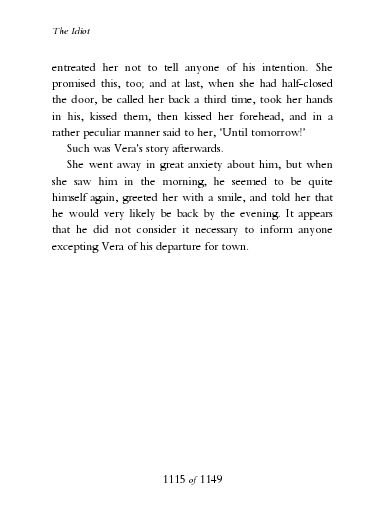 The Idiot
entreated her not to tell anyone of his intention. She
promised this, too; and at last, when she had half-closed
the door, be called her back a third time, took her hands
in his, kissed them, then kissed her forehead, and in a
rather peculiar manner said to her, 'Until tomorrow!'
Such was Vera's story afterwards.
She went away in great anxiety about him, but when
she saw him in the morning, he seemed to be quite
himself again, greeted her with a smile, and told her that
he would very likely be back by the evening. It appears
that he did not consider it necessary to inform anyone
excepting Vera of his departure for town.
1115 of 1149